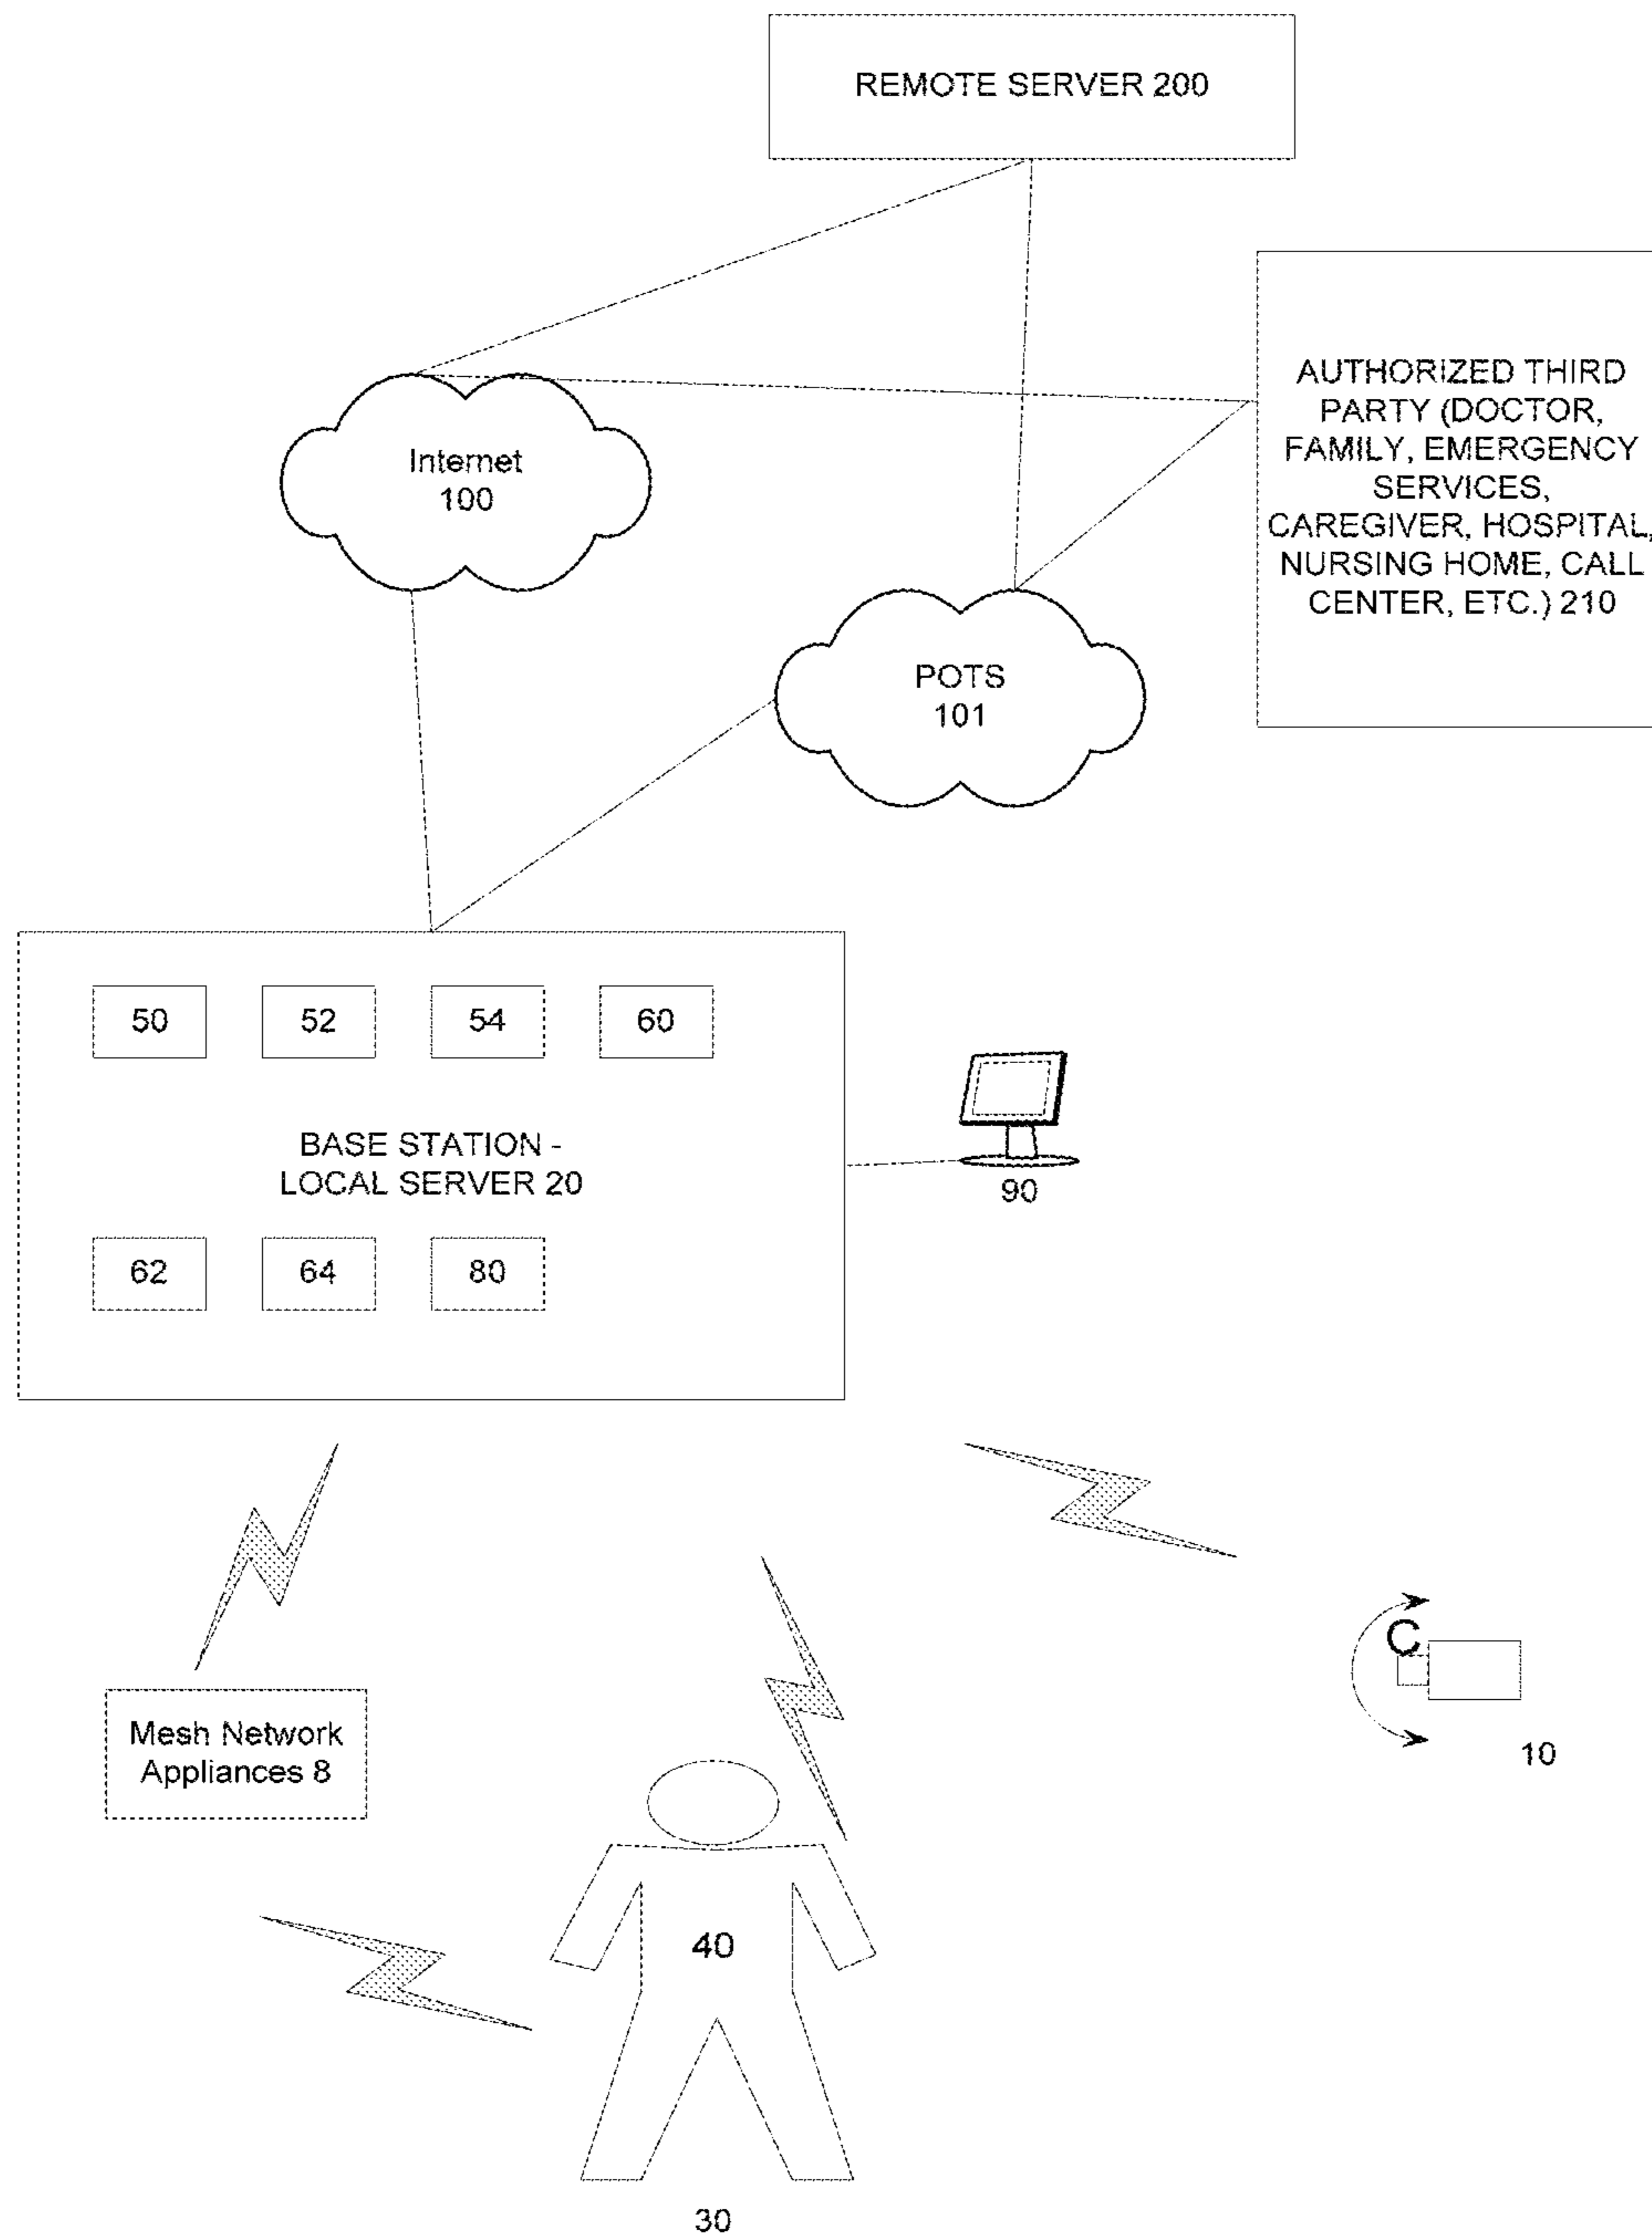 REMOTE SERVER 200
AUTHORIZED THIRD
PARTY (DOCTOR,
FAMILY, EMERGENCY
SERVICES,
CAREGIVER, HOSPITAL,
NURSING HOME, CALL
CENTER, ETC.) 210
Internet
100
POTS
101
50
52
54
60
BASE STATION -
LOCAL SERVER 20
90
62
64
80
C
10
Mesh Network
Appliances 8
40
30